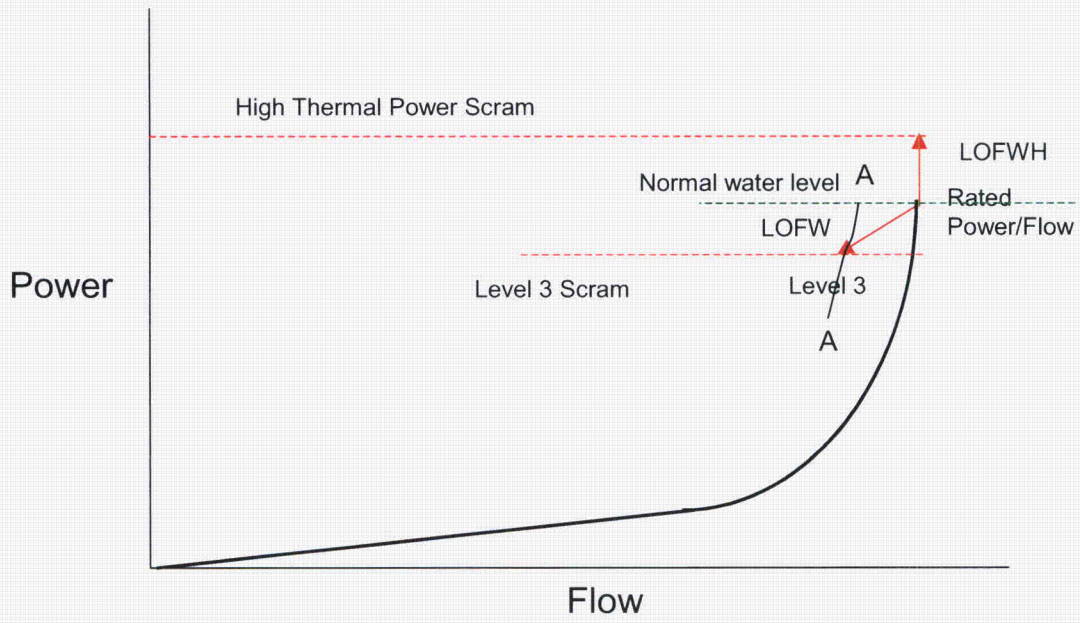 High Thermal Power Scram
LOFWH
Normal water level
A
Rated
Power/Flow
LOFW
Power
Level 3 Scram
Level 3
A
Flow